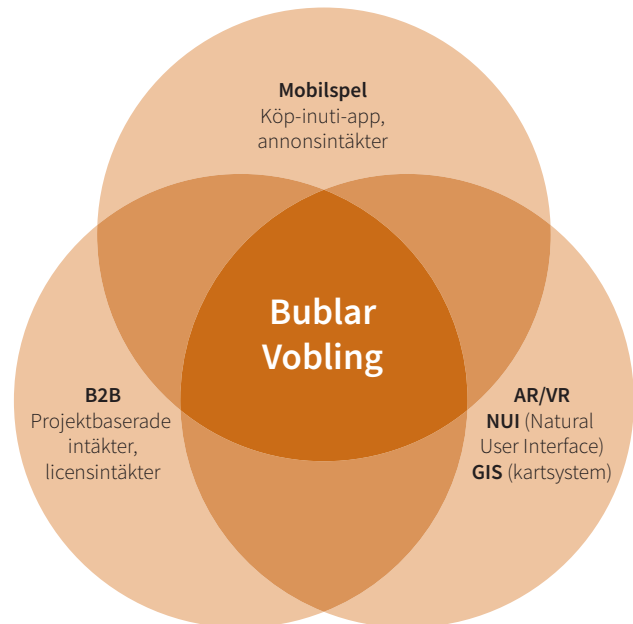 Mobilspel
Köp-inuti-app,
annonsintäkter
Bublar
Vobling
B2B
Projektbaserade
intäkter,
licensintäkter
AR/VR
NUI (Natural
User Interface)
GIS (kartsystem)